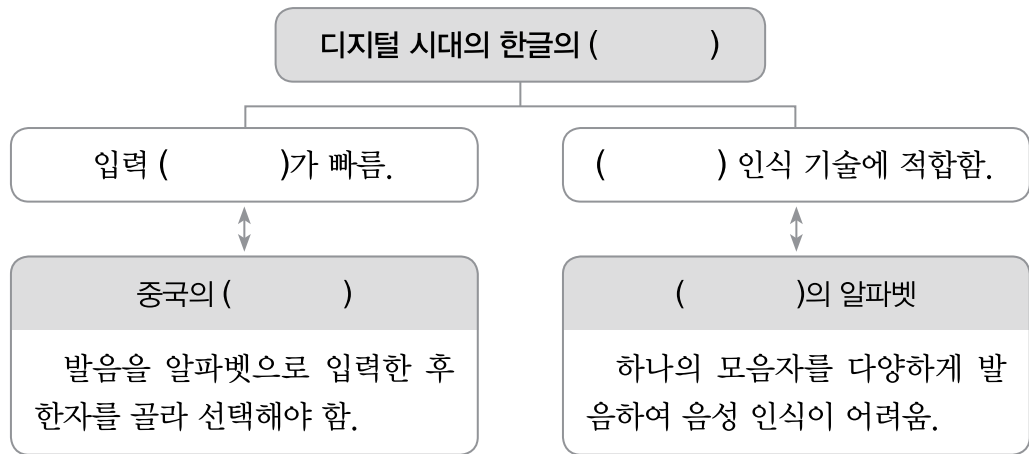 디지털 시대의 한글의 (          )
입력 (          )가 빠름.
(          ) 인식 기술에 적합함.
중국의 (          )
(          )의 알파벳
발음을 알파벳으로 입력한 후
한자를 골라 선택해야 함.
하나의 모음자를 다양하게 발
음하여 음성 인식이 어려움.